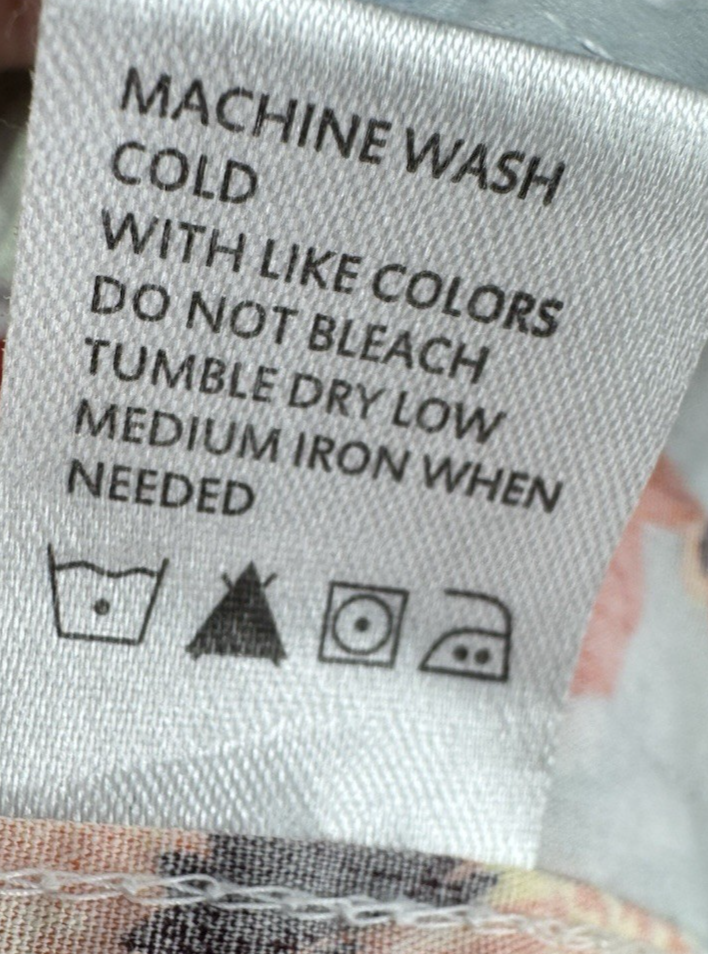 MACHINE WASH
COLD
WITH LIKE COLORS
DO NOT BLEACH
TUMBLE DRY LOW
MEDIUM IRON WHEN
NEEDED